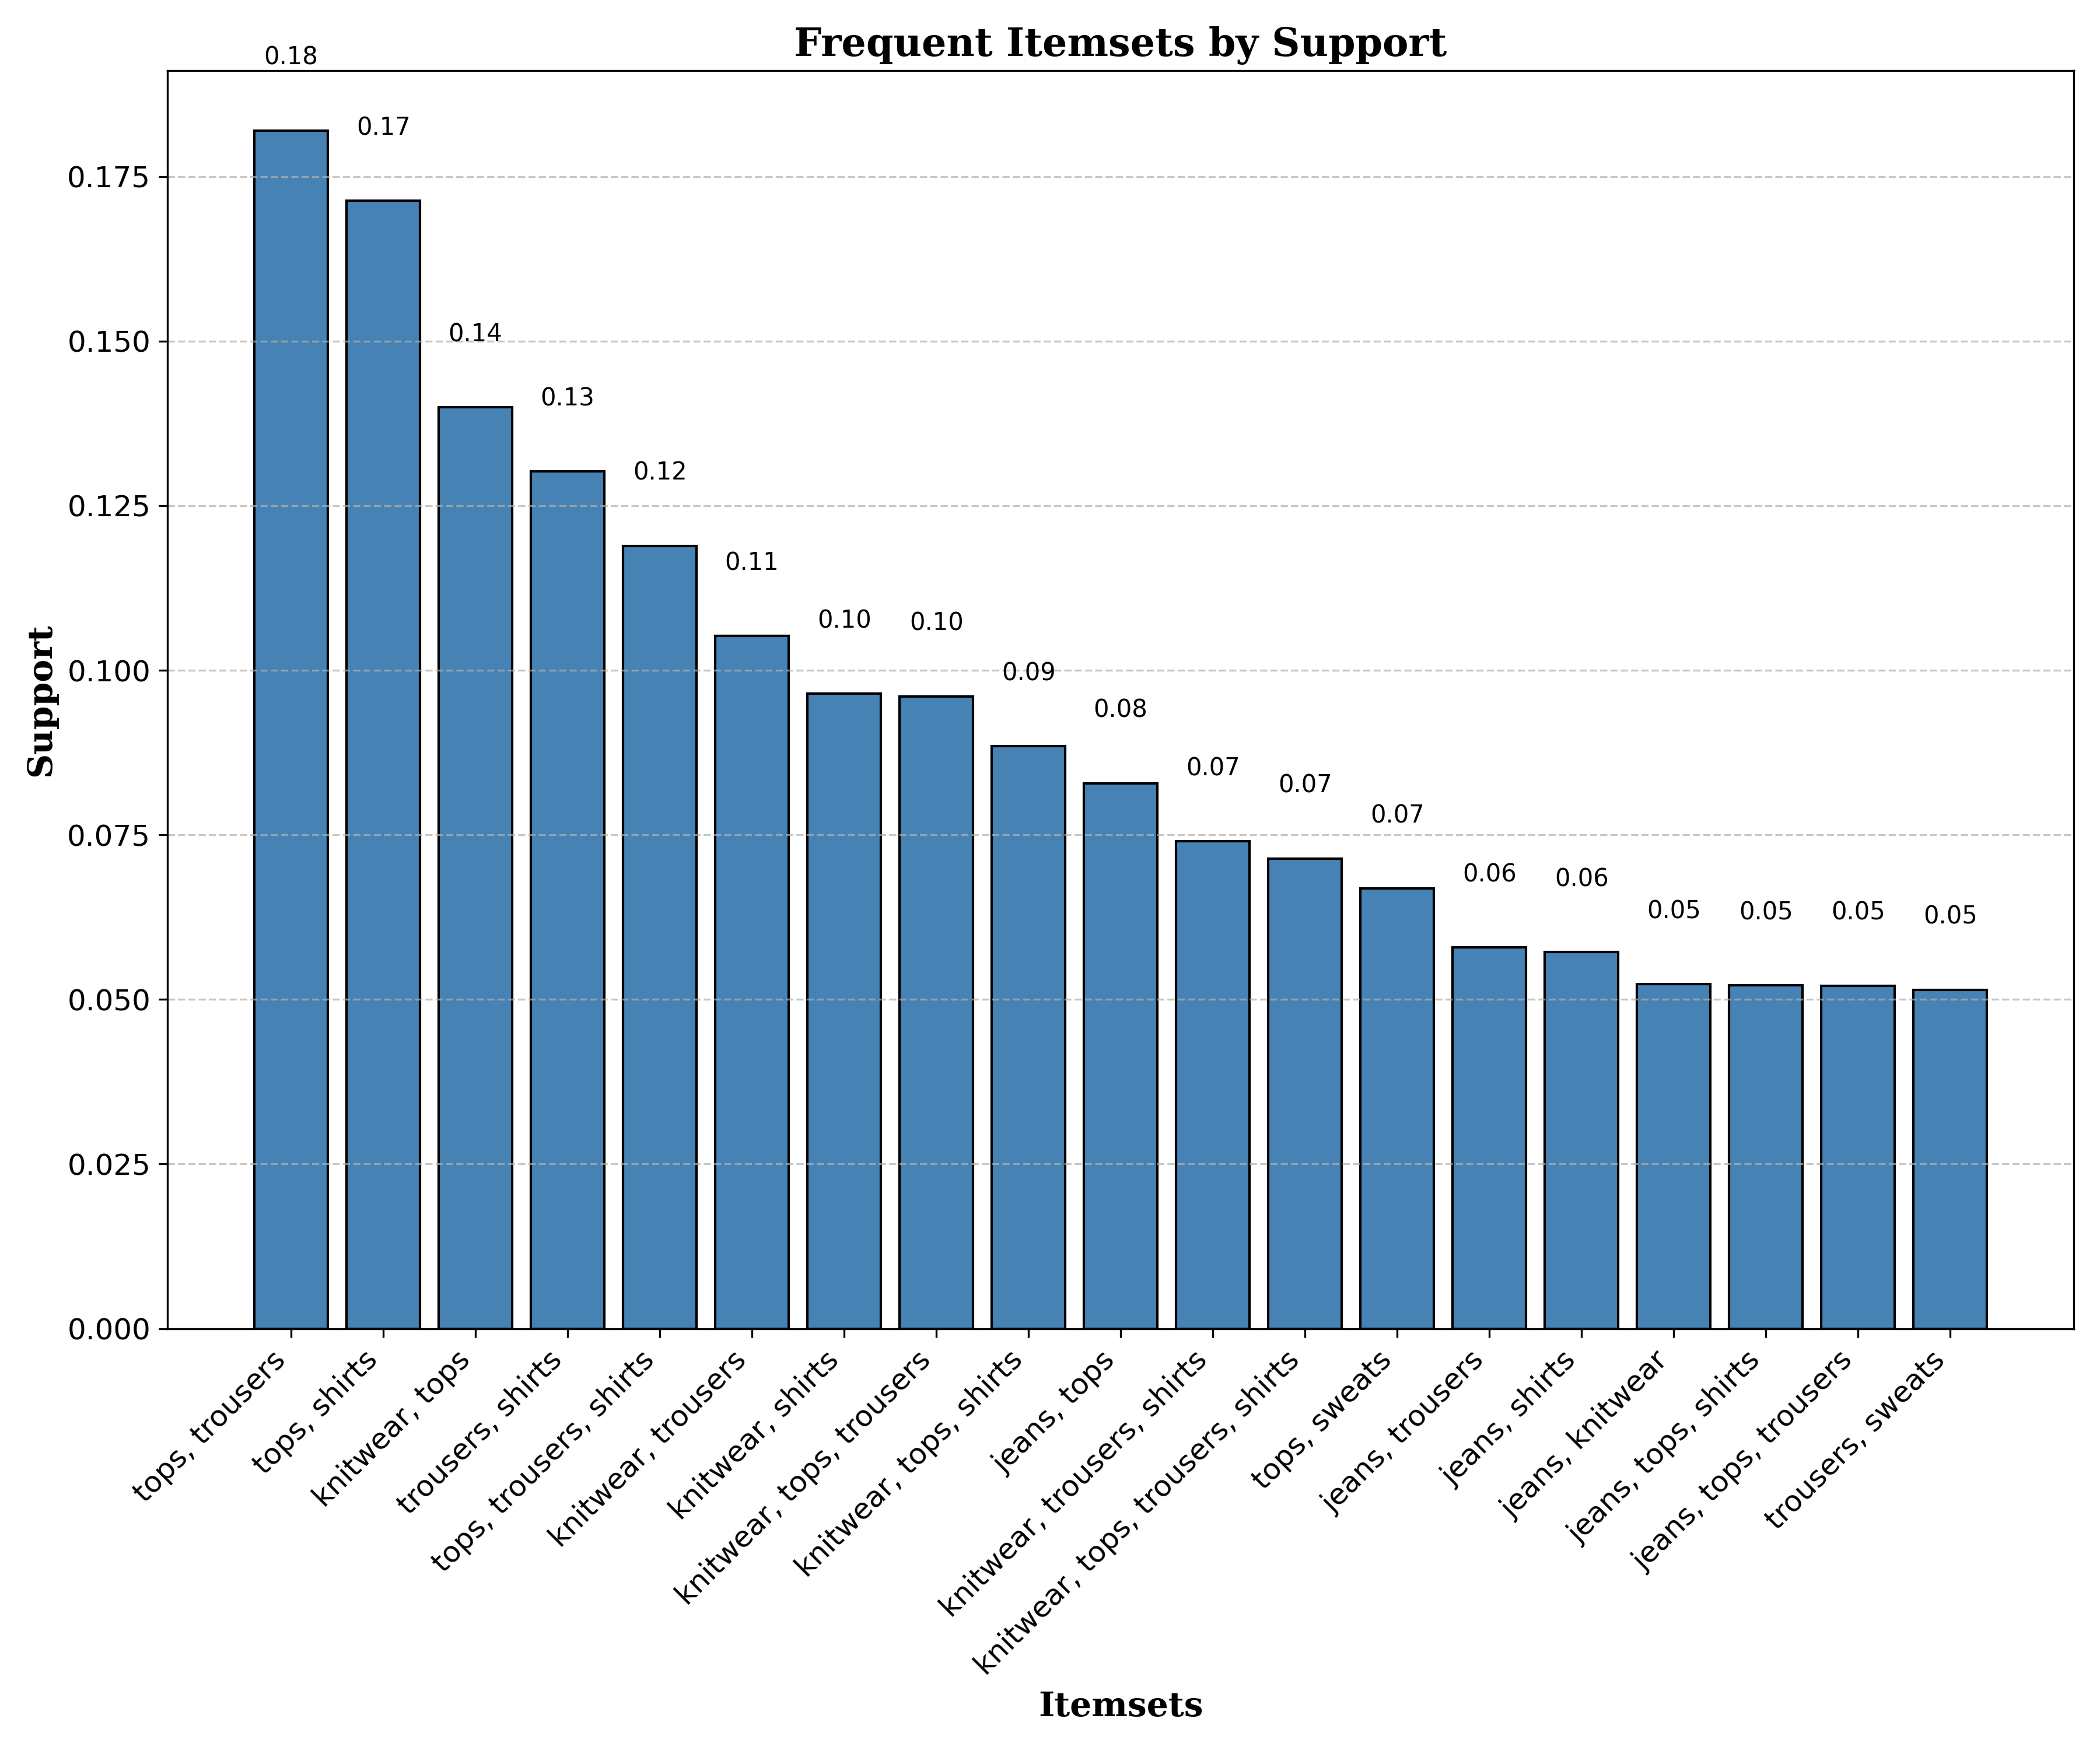 Frequent Itemsets by Support
0.18
0.17
0.14
0.13
0.12
0.11
0.10
0.10
0.09
0.08
0.07
0.07
0.07
0.06
0.06
0.05
0.05
0.05
0.05
Support
0.175
0.150
0.125
0.100
0.075
0.050
0.025
0.000
tops, trousers
tops, shirts
knitwear, tops
trousers, shirts
tops, trousers, shirts
knitwear, trousers
knitwear, shirts
knitwear, tops, trousers
knitwear, tops, shirts
jeans, tops
knitwear, trousers, shirts
knitwear, tops, trousers, shirts
tops, sweats
jeans, trousers
jeans, shirts
jeans, knitwear
jeans, tops, shirts
jeans, tops, trousers
trousers, sweats
Itemsets